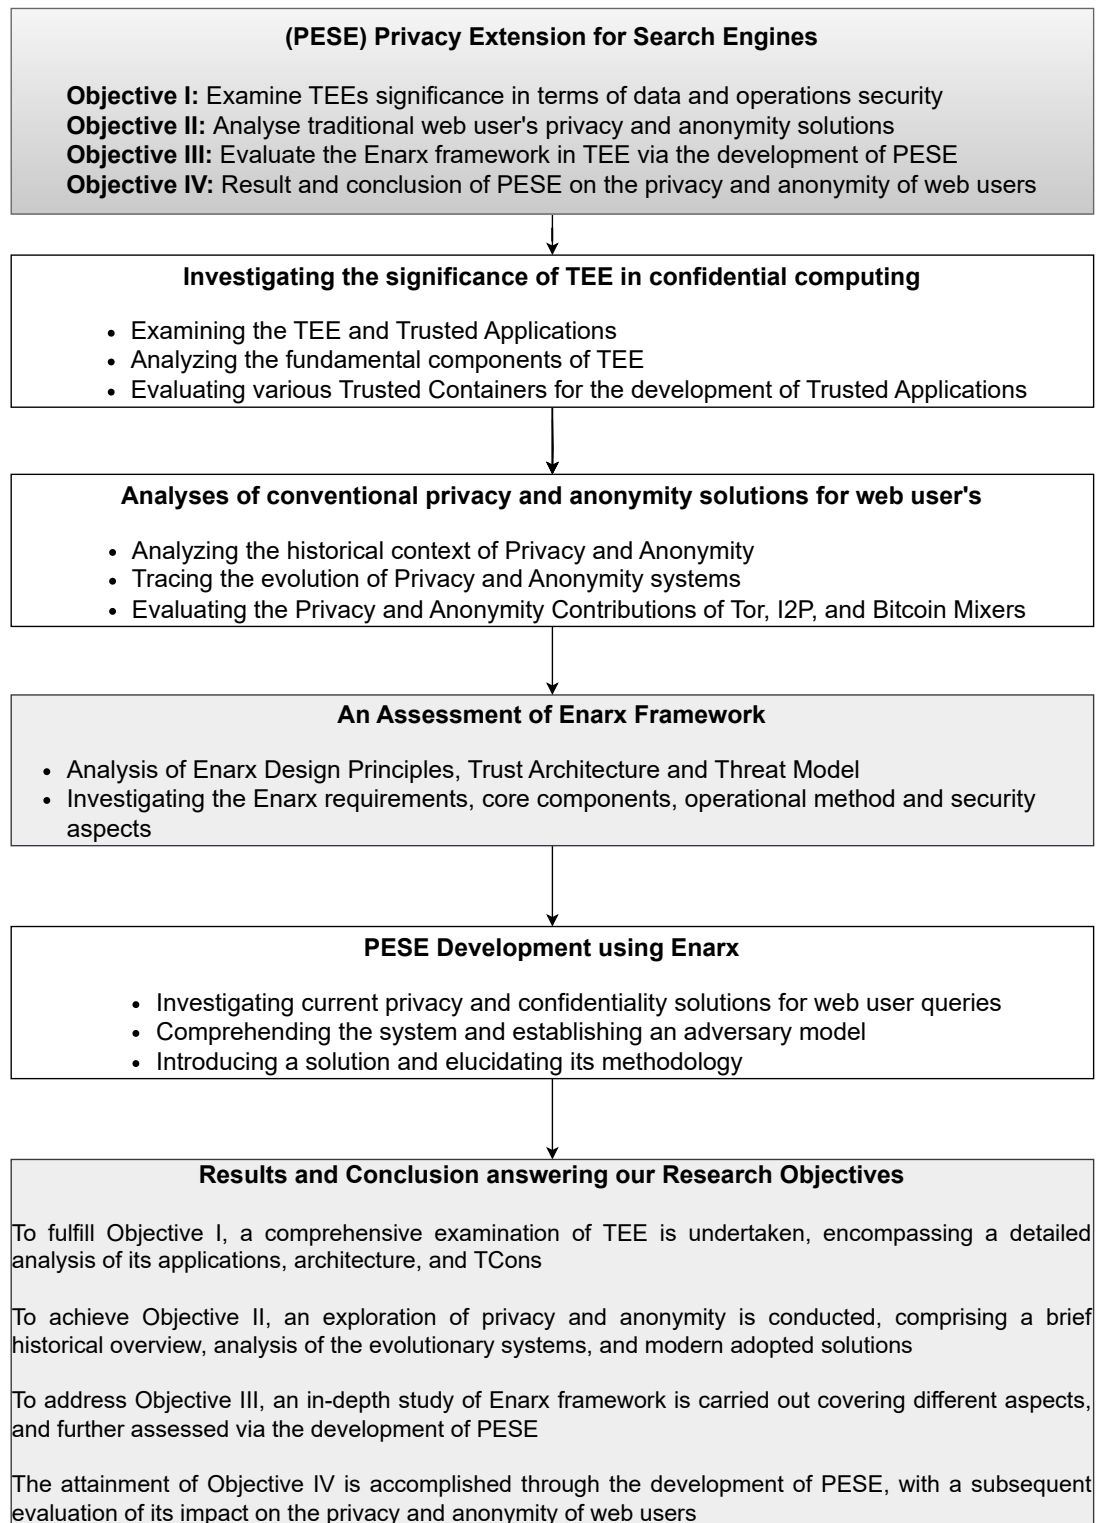 (PESE) Privacy Extension for Search Engines
Objective I: Examine TEEs significance in terms of data and operations security
Objective II: Analyse traditional web user's privacy and anonymity solutions
Objective III: Evaluate the Enarx framework in TEE via the development of PESE
Objective IV: Result and conclusion of PESE on the privacy and anonymity of web users
Investigating the significance of TEE in confidential computing
• Examining the TEE and Trusted Applications
• Analyzing the fundamental components of TEE
• Evaluating various Trusted Containers for the development of Trusted Applications
Analyses of conventional privacy and anonymity solutions for web user's
• Analyzing the historical context of Privacy and Anonymity
• Tracing the evolution of Privacy and Anonymity systems
• Evaluating the Privacy and Anonymity Contributions of Tor, I2P, and Bitcoin Mixers
An Assessment of Enarx Framework
• Analysis of Enarx Design Principles, Trust Architecture and Threat Model
• Investigating the Enarx requirements, core components, operational method and security
aspects
PESE Development using Enarx
• Investigating current privacy and confidentiality solutions for web user queries
• Comprehending the system and establishing an adversary model
• Introducing a solution and elucidating its methodology
Results and Conclusion answering our Research Objectives
To fulfill Objective I, a comprehensive examination of TEE is undertaken, encompassing a detailed
analysis of its applications, architecture, and TCons
To achieve Objective II, an exploration of privacy and anonymity is conducted, comprising a brief
historical overview, analysis of the evolutionary systems, and modern adopted solutions
To address Objective III, an in-depth study of Enarx framework is carried out covering different aspects,
and further assessed via the development of PESE
The attainment of Objective IV is accomplished through the development of PESE, with a subsequent
evaluation of its impact on the privacy and anonymity of web users